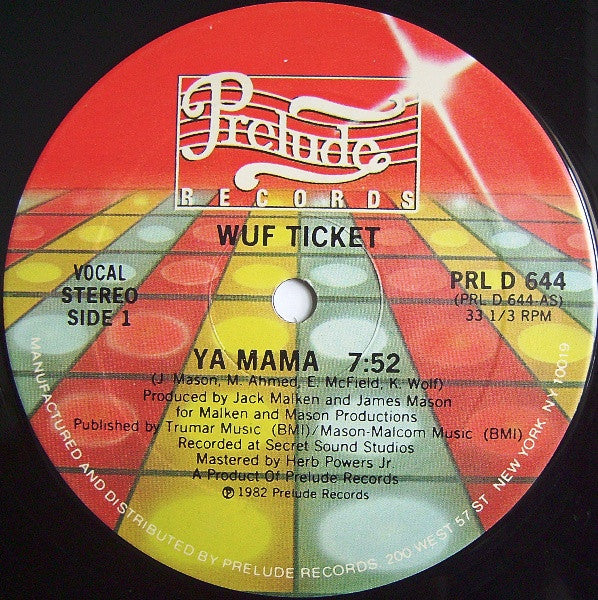 Prelude
RECORDS
WUF TICKET
VOCAL
STEREO
SIDE 1
PRL D 644
(PRL D 644-AS)
33 1/3 RPM
YA MAMA 7:52
(J. Mason, M. Ahmed, E. McField, K. Wolf)
Produced by Jack Malken and James Mason
for Malken and Mason Productions
Published by Trumar Music (BMI)/Mason-Malcom Music (BMI)
Recorded at Secret Sound Studios
Mastered by Herb Powers Jr.
A Product Of Prelude Records
℗ 1982 Prelude Records
MANUFACTURED AND DISTRIBUTED BY PRELUDE RECORDS, 200 WEST 57 ST. NEW YORK, NY 10019